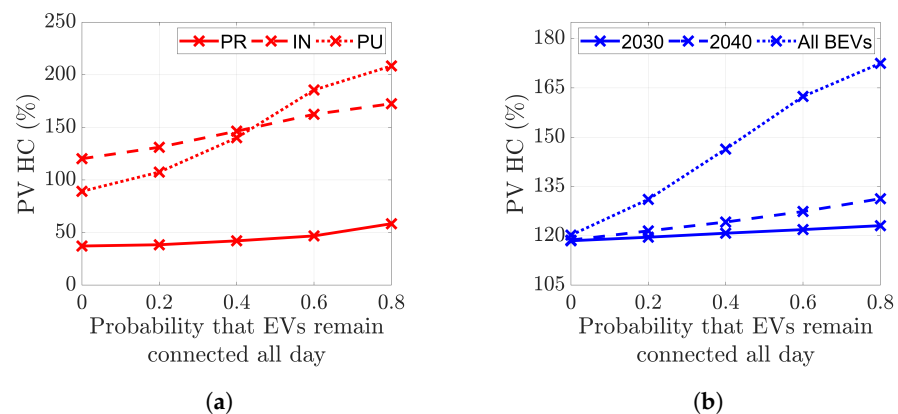 PR IN PU
PV HC (%)
250
200
150
100
50
0
0 0.2 0.4 0.6 0.8
Probability that EVs remain
connected all day
(a)
2030 2040 All BEVs
PV HC (%)
180
165
150
135
120
105
0 0.2 0.4 0.6 0.8
Probability that EVs remain
connected all day
(b)